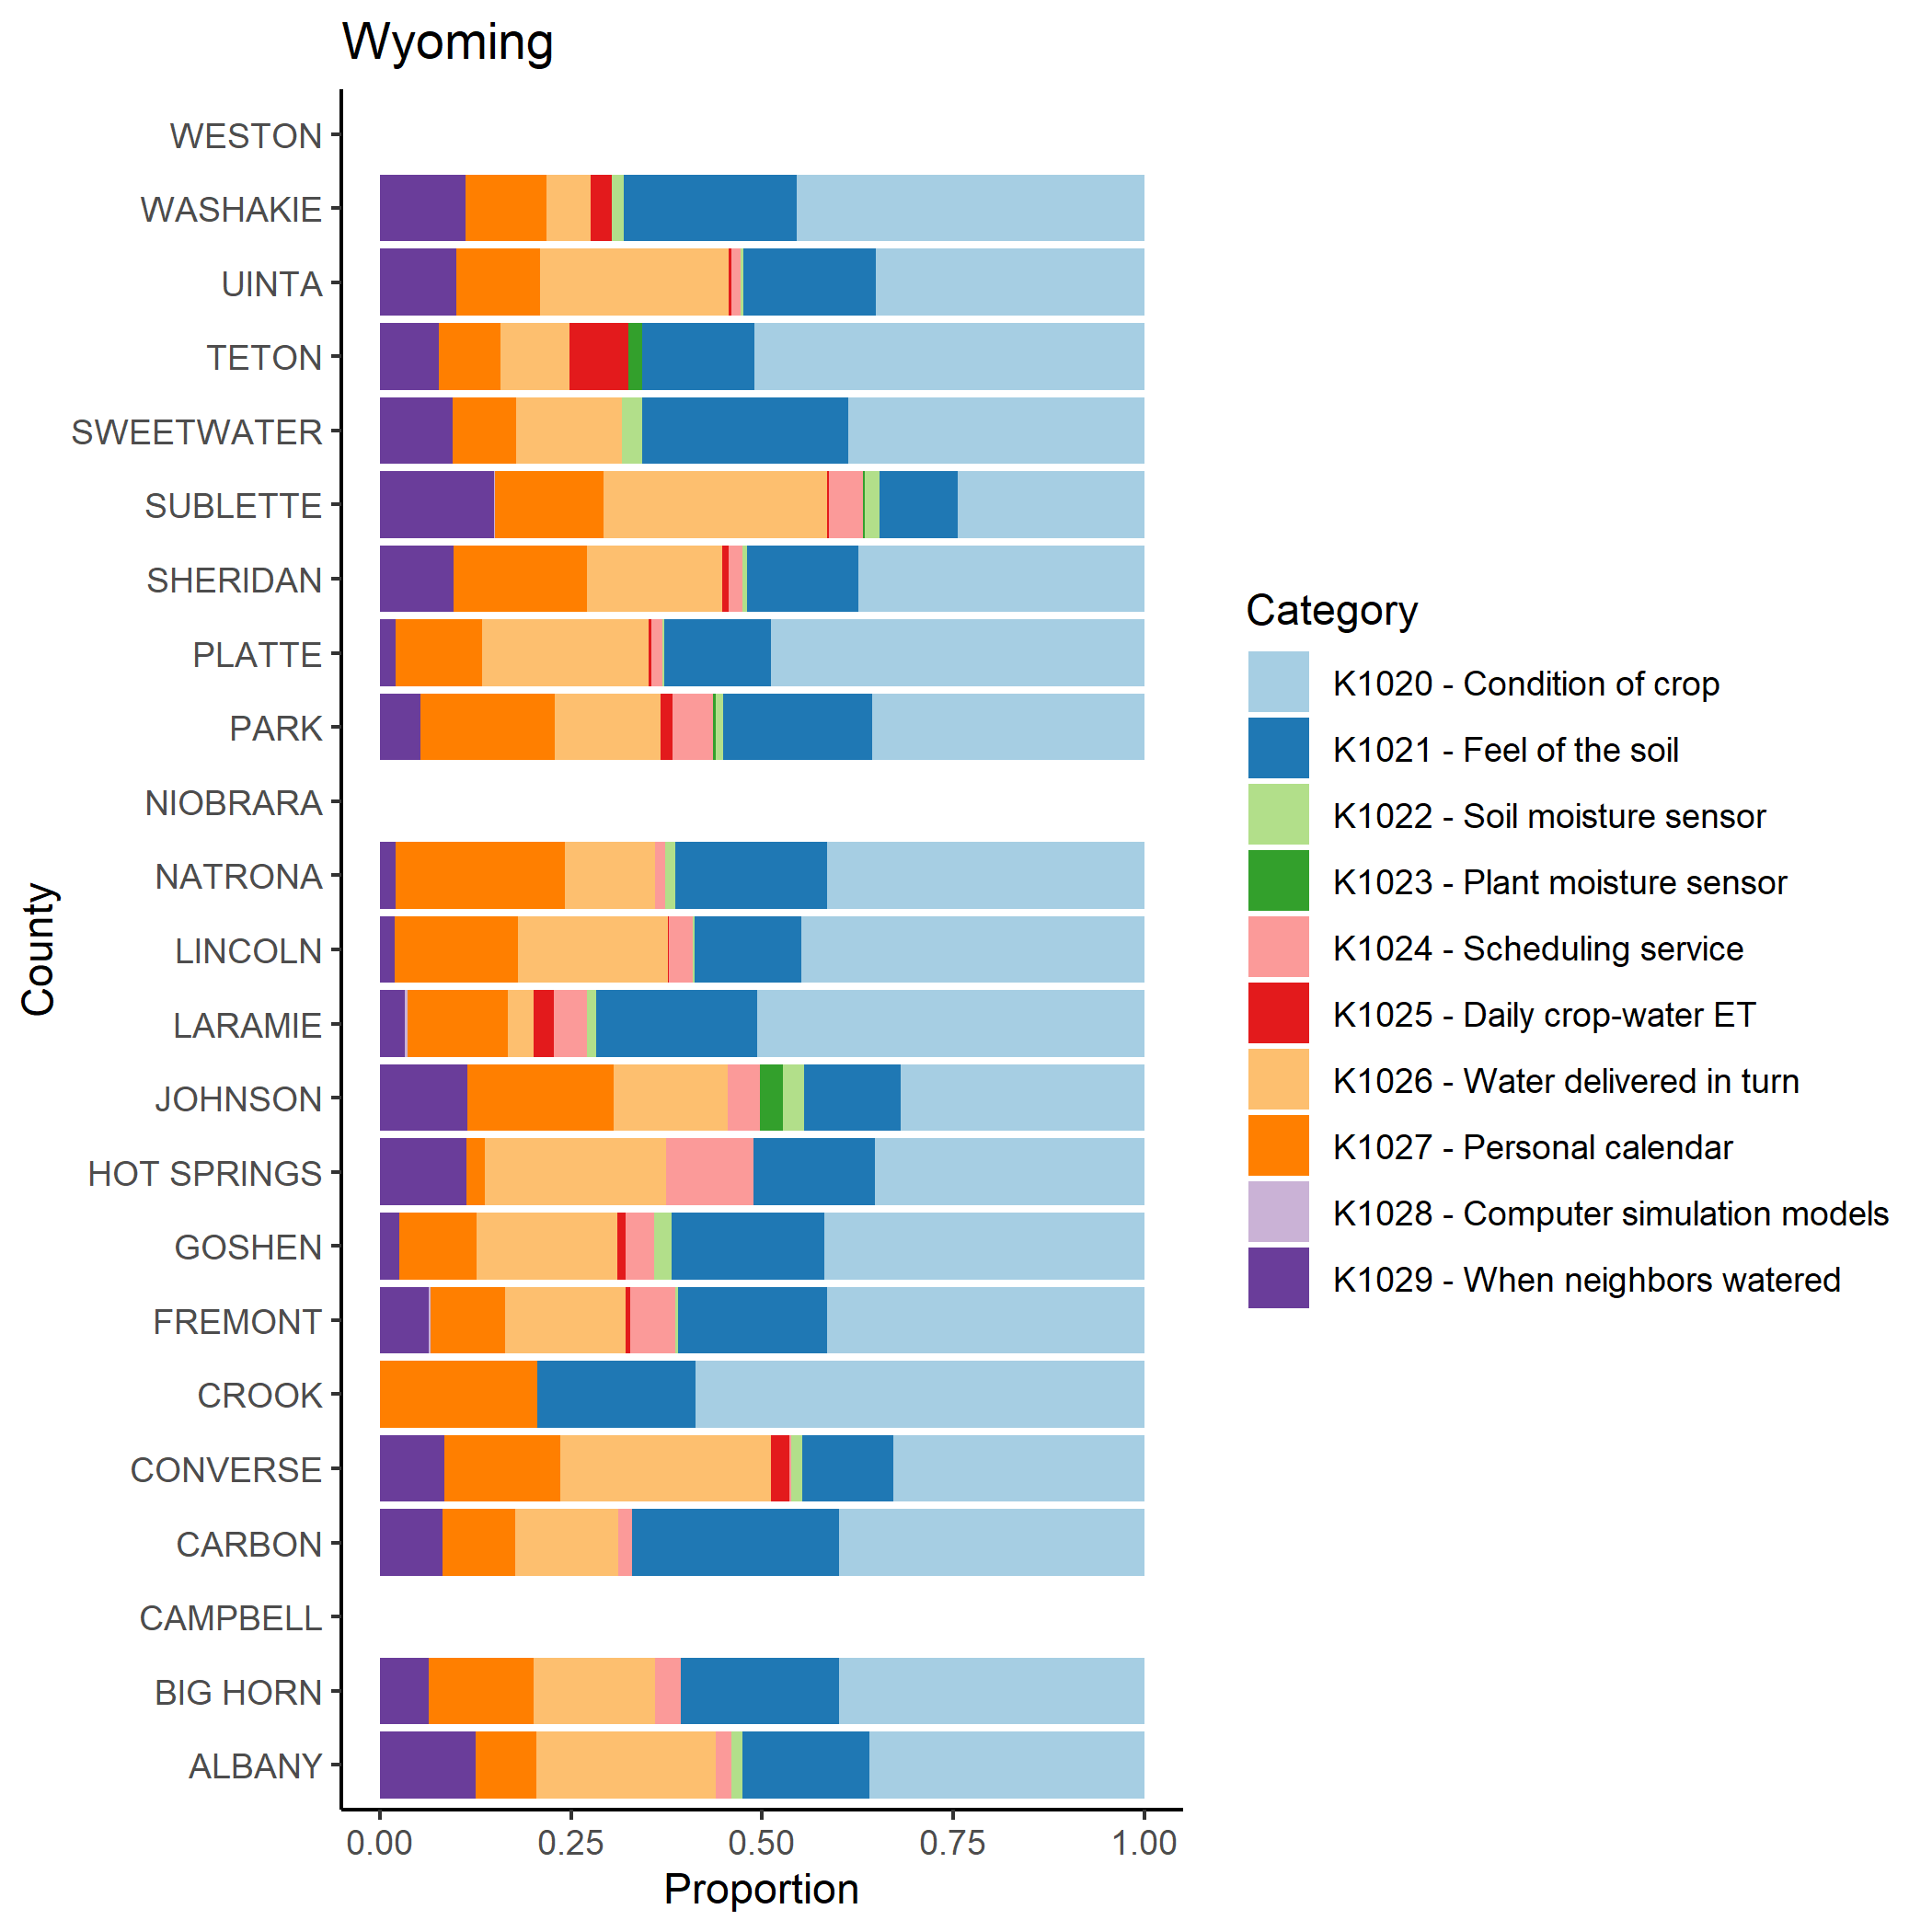 Wyoming
WESTON
WASHAKIE
UINTA
TETON
SWEETWATER
SUBLETTE
SHERIDAN
PLATTE
PARK
NIOBRARA
NATRONA
LINCOLN
LARAMIE
JOHNSON
HOT SPRINGS
GOSHEN
FREMONT
CROOK
CONVERSE
CARBON
CAMPBELL
BIG HORN
ALBANY
County
0.00 0.25 0.50 0.75 1.00
Proportion
Category
K1020 - Condition of crop
K1021 - Feel of the soil
K1022 - Soil moisture sensor
K1023 - Plant moisture sensor
K1024 - Scheduling service
K1025 - Daily crop-water ET
K1026 - Water delivered in turn
K1027 - Personal calendar
K1028 - Computer simulation models
K1029 - When neighbors watered